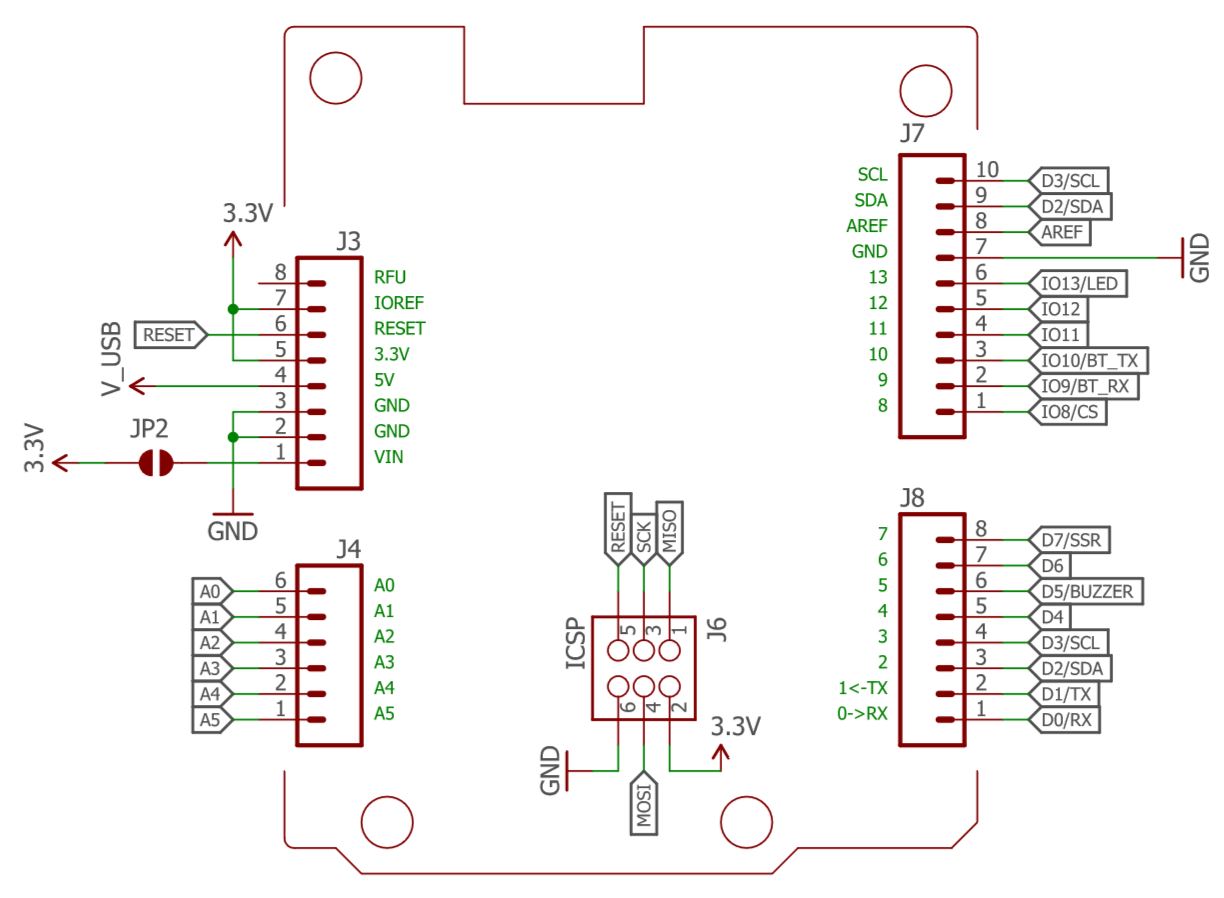 J7
SCL 10 D3/SCL
SDA 9 D2/SDA
AREF 8 AREF
GND 7 GND
13 6 IO13/LED
12 5 IO12
11 4 IO11
10 3 IO10/BT_TX
9 2 IO9/BT_RX
8 1 IO8/CS
3.3V
J3
8 RFU
7 IOREF
RESET 6 RESET
5 3.3V
V_USB 4 5V
3 GND
2 GND
3.3V JP2 1 VIN
GND
J4
A0 6 A0
A1 5 A1
A2 4 A2
A3 3 A3
A4 2 A4
A5 1 A5
RESET SCK MISO
ICSP 5 3 1 J6
6 4 2
GND MOSI 3.3V
J8
7 8 D7/SSR
6 7 D6
5 6 D5/BUZZER
4 5 D4
3 4 D3/SCL
2 3 D2/SDA
1<-TX 2 D1/TX
0->RX 1 D0/RX